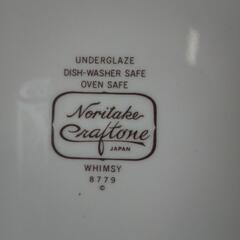 UNDERGLAZE
DISH-WASHER SAFE
OVEN SAFE
Noritake
Craftone
JAPAN
WHIMSY
8779
©